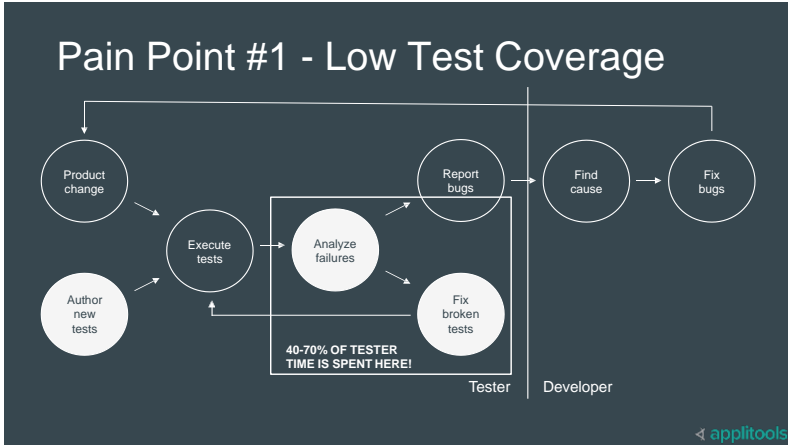 Pain Point #1 - Low Test Coverage
Product
change
Author
new
tests
Execute
tests
Analyze
failures
Report
bugs
Fix
broken
tests
40-70% OF TESTER
TIME IS SPENT HERE!
Find
cause
Fix
bugs
Tester
Developer
applitools